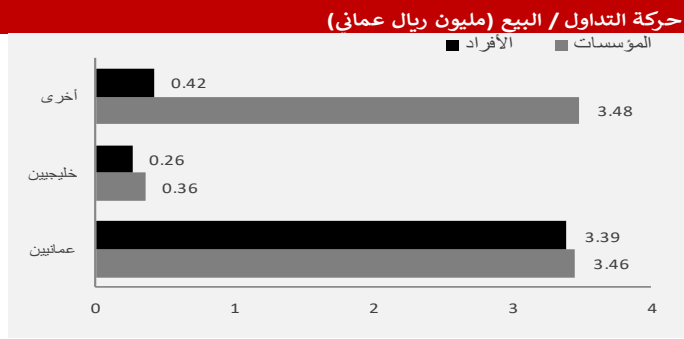 حركة التداول / البيع (مليون ريال عماني)
المؤسسات الأفراد
أخرى
0.42
3.48
خليجيين
0.26
0.36
عمانيين
3.39
3.46
0 1 2 3 4